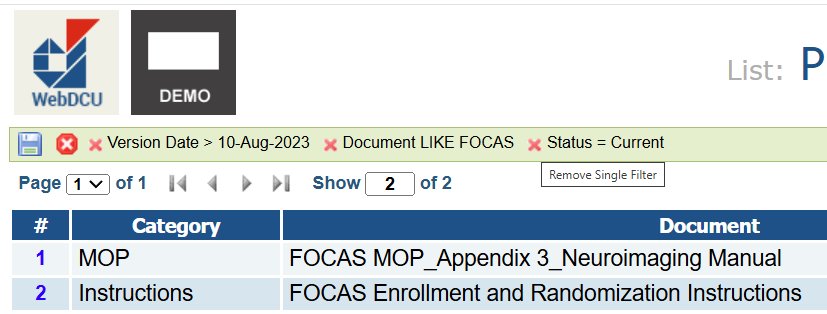 List: P
WebDCU
DEMO
Version Date > 10-Aug-2023 Document LIKE FOCAS Status = Current
Remove Single Filter
Page 1 of 1 Show 2 of 2
# Category Document
1 MOP FOCAS MOP_Appendix 3_Neuroimaging Manual
2 Instructions FOCAS Enrollment and Randomization Instructions